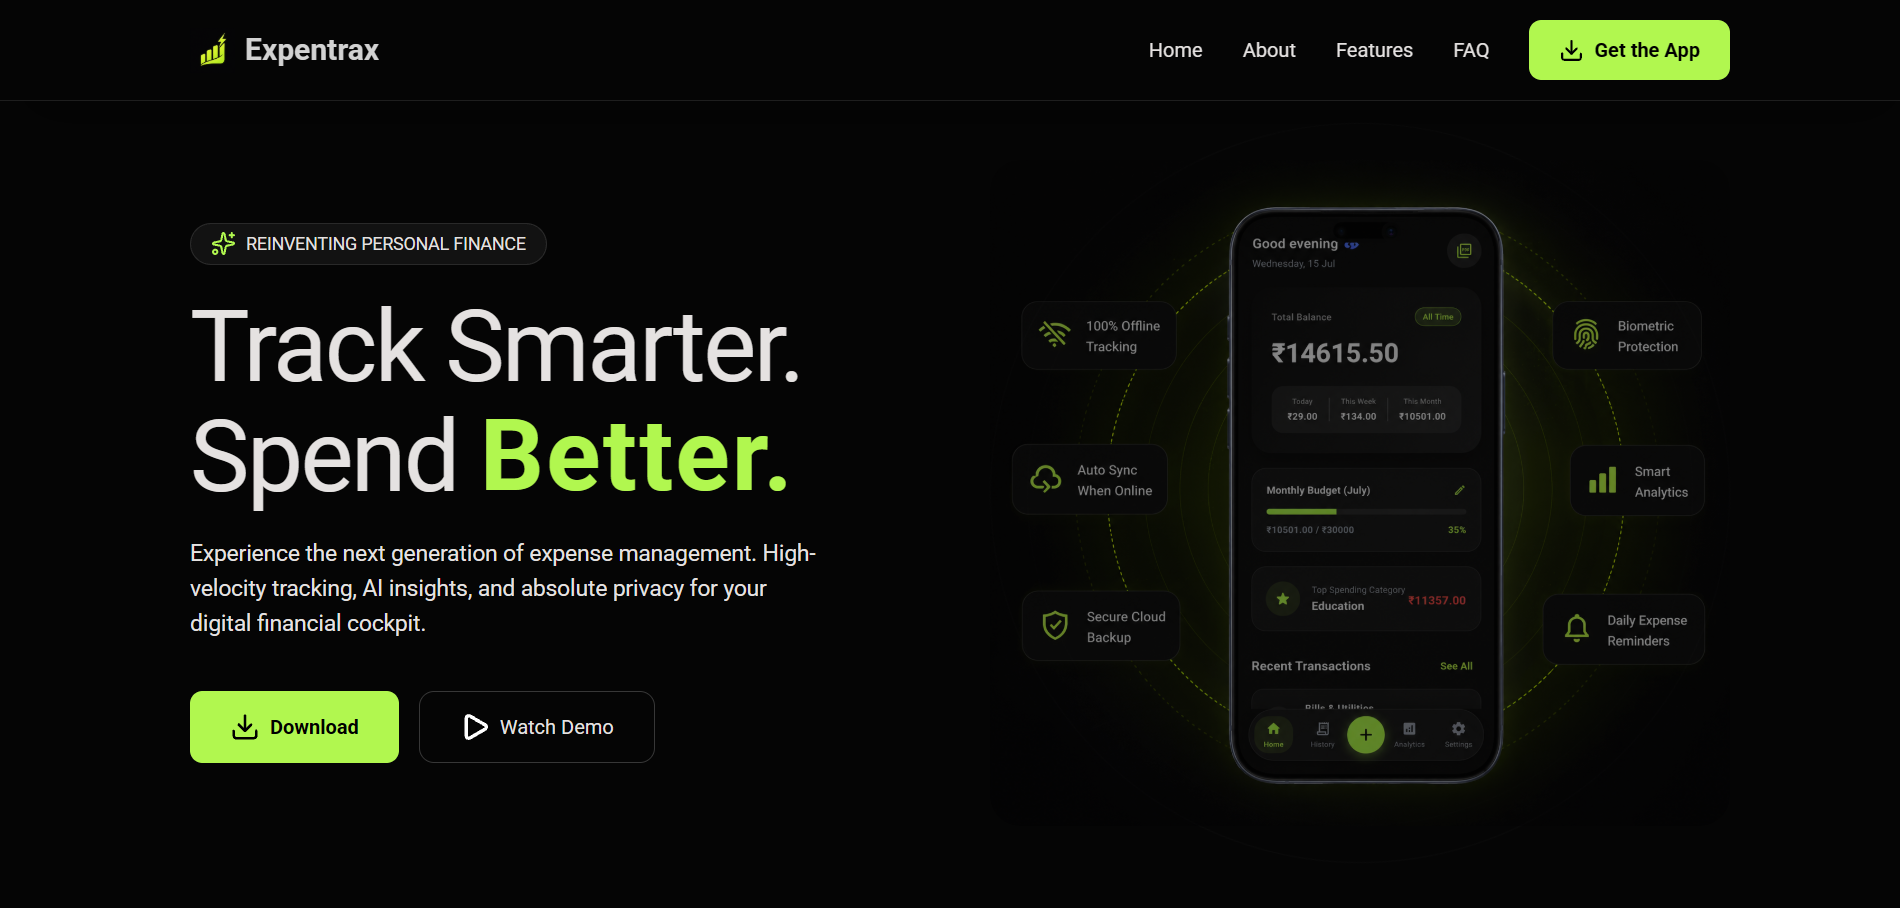 Expentrax
Home
About
Features
FAQ
Get the App
REINVENTING PERSONAL FINANCE
Track Smarter.
Spend Better.
Experience the next generation of expense management. High-
velocity tracking, AI insights, and absolute privacy for your
digital financial cockpit.
Download
Watch Demo
100% Offline
Tracking
Auto Sync
When Online
Secure Cloud
Backup
Good evening
Wednesday, 15 Jul
Total Balance
All Time
₹14615.50
Today
This Week
This Month
₹29.00
₹134.00
₹10501.00
Monthly Budget (July)
₹10501.00 / ₹30000
35%
Top Spending Category
Education
₹11357.00
Recent Transactions
See All
Bills & Utilities
Home
History
Analytics
Settings
Biometric
Protection
Smart
Analytics
Daily Expense
Reminders